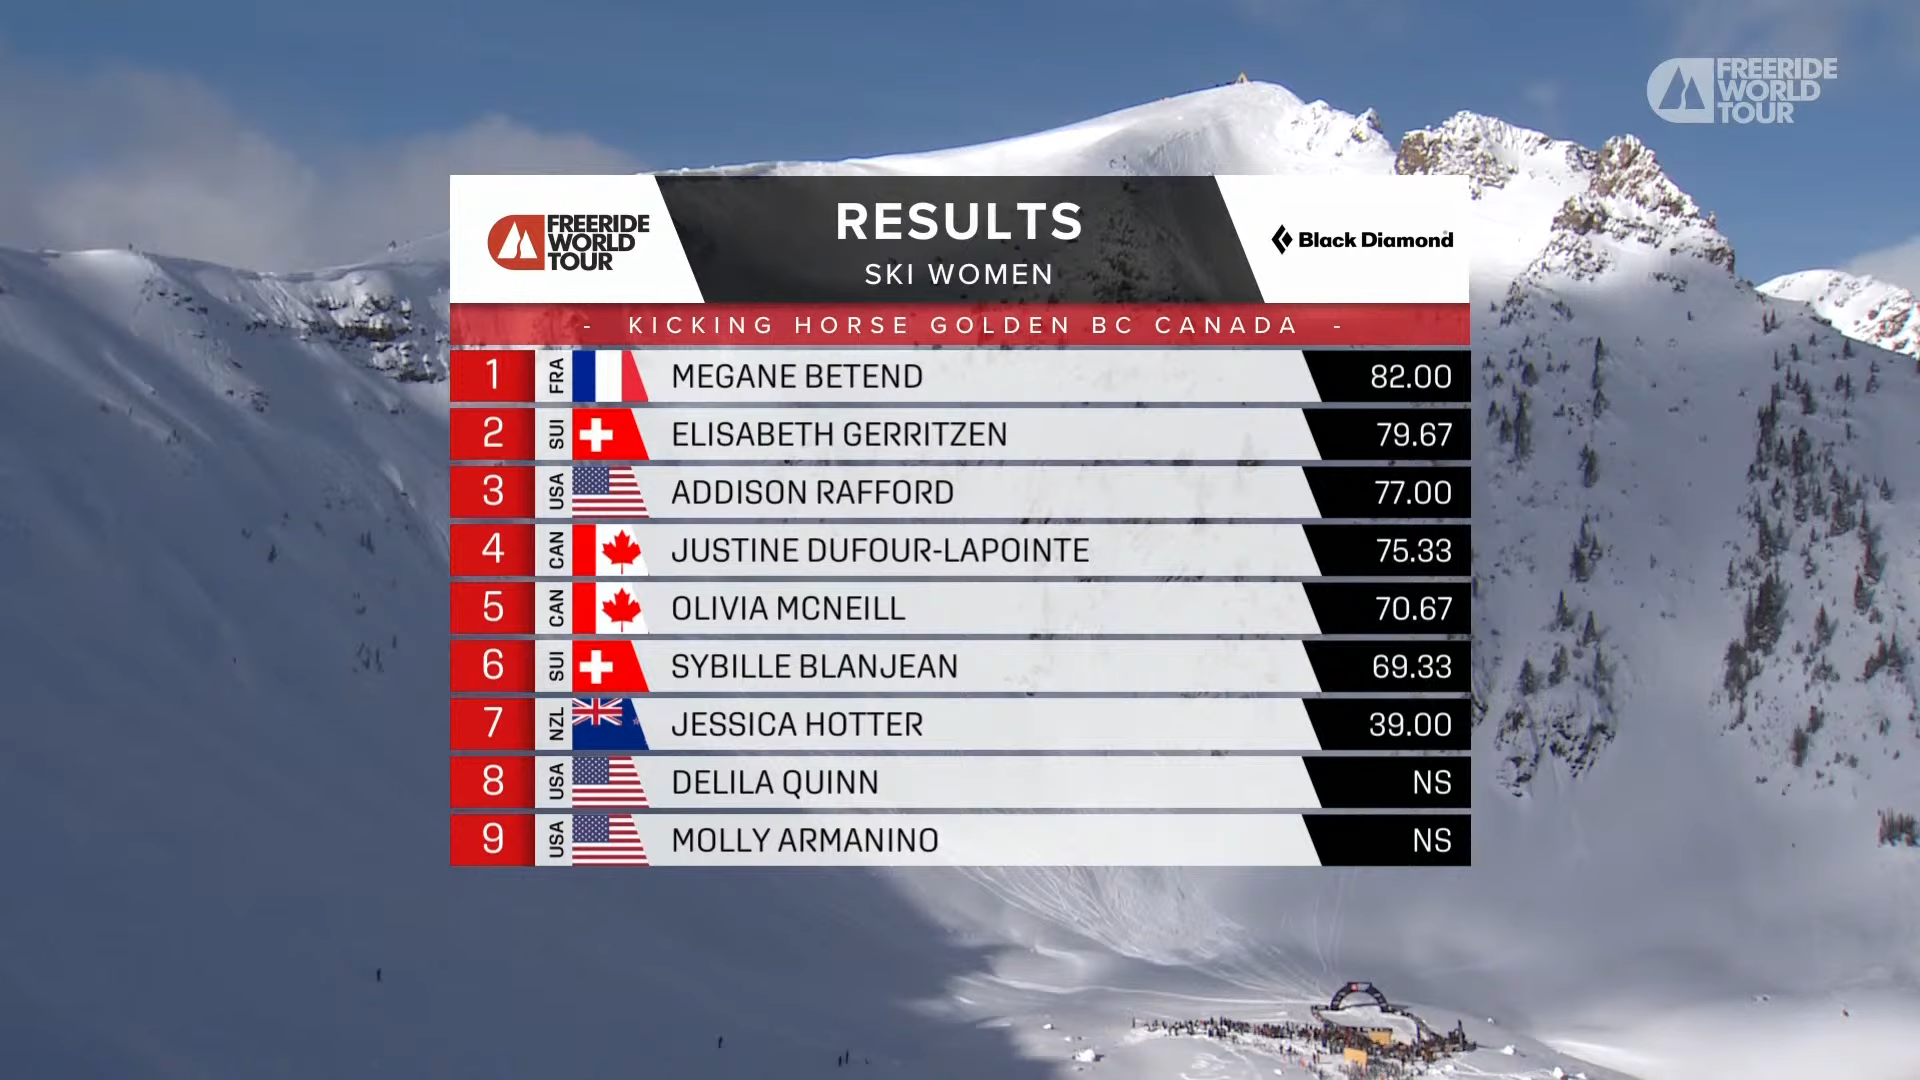 FREERIDE
WORLD
TOUR
FREERIDE
WORLD
TOUR
RESULTS
SKI WOMEN
Black Diamond
- KICKING HORSE GOLDEN BC CANADA -
1 FRA MEGANE BETEND 82.00
2 SUI ELISABETH GERRITZEN 79.67
3 USA ADDISON RAFFORD 77.00
4 CAN JUSTINE DUFOUR-LAPOINTE 75.33
5 CAN OLIVIA MCNEILL 70.67
6 SUI SYBILLE BLANJEAN 69.33
7 NZL JESSICA HOTTER 39.00
8 USA DELILA QUINN NS
9 USA MOLLY ARMANINO NS